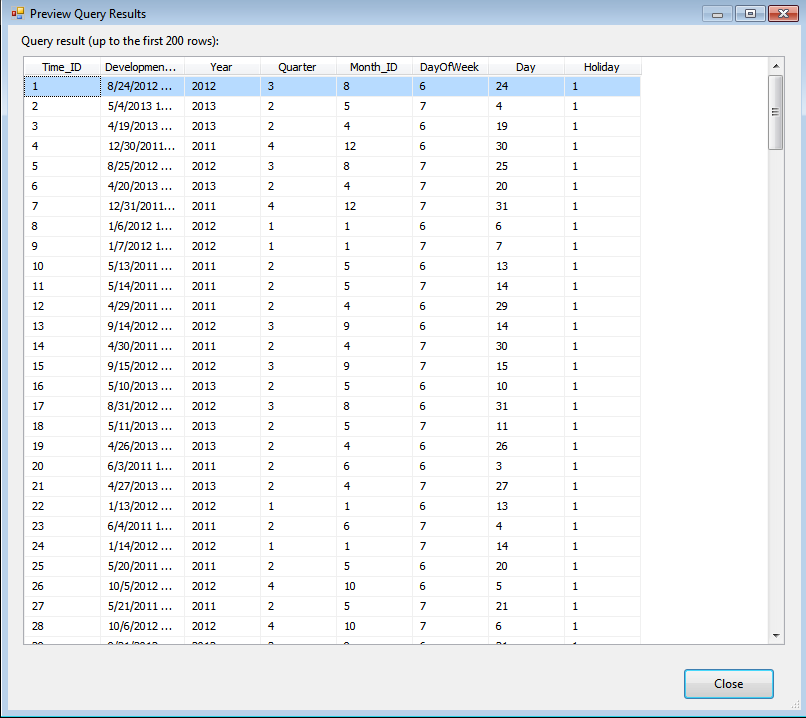 Preview Query Results
Query result (up to the first 200 rows):
Time_ID Developmen... Year Quarter Month_ID DayOfWeek Day Holiday
1 8/24/2012 ... 2012 3 8 6 24 1
2 5/4/2013 1... 2013 2 5 7 4 1
3 4/19/2013 ... 2013 2 4 6 19 1
4 12/30/2011... 2011 4 12 6 30 1
5 8/25/2012 ... 2012 3 8 7 25 1
6 4/20/2013 ... 2013 2 4 7 20 1
7 12/31/2011... 2011 4 12 7 31 1
8 1/6/2012 1... 2012 1 1 6 6 1
9 1/7/2012 1... 2012 1 1 7 7 1
10 5/13/2011 ... 2011 2 5 6 13 1
11 5/14/2011 ... 2011 2 5 7 14 1
12 4/29/2011 ... 2011 2 4 6 29 1
13 9/14/2012 ... 2012 3 9 6 14 1
14 4/30/2011 ... 2011 2 4 7 30 1
15 9/15/2012 ... 2012 3 9 7 15 1
16 5/10/2013 ... 2013 2 5 6 10 1
17 8/31/2012 ... 2012 3 8 6 31 1
18 5/11/2013 ... 2013 2 5 7 11 1
19 4/26/2013 ... 2013 2 4 6 26 1
20 6/3/2011 1... 2011 2 6 6 3 1
21 4/27/2013 ... 2013 2 4 7 27 1
22 1/13/2012 ... 2012 1 1 6 13 1
23 6/4/2011 1... 2011 2 6 7 4 1
24 1/14/2012 ... 2012 1 1 7 14 1
25 5/20/2011 ... 2011 2 5 6 20 1
26 10/5/2012 ... 2012 4 10 6 5 1
27 5/21/2011 ... 2011 2 5 7 21 1
28 10/6/2012 ... 2012 4 10 7 6 1
Close